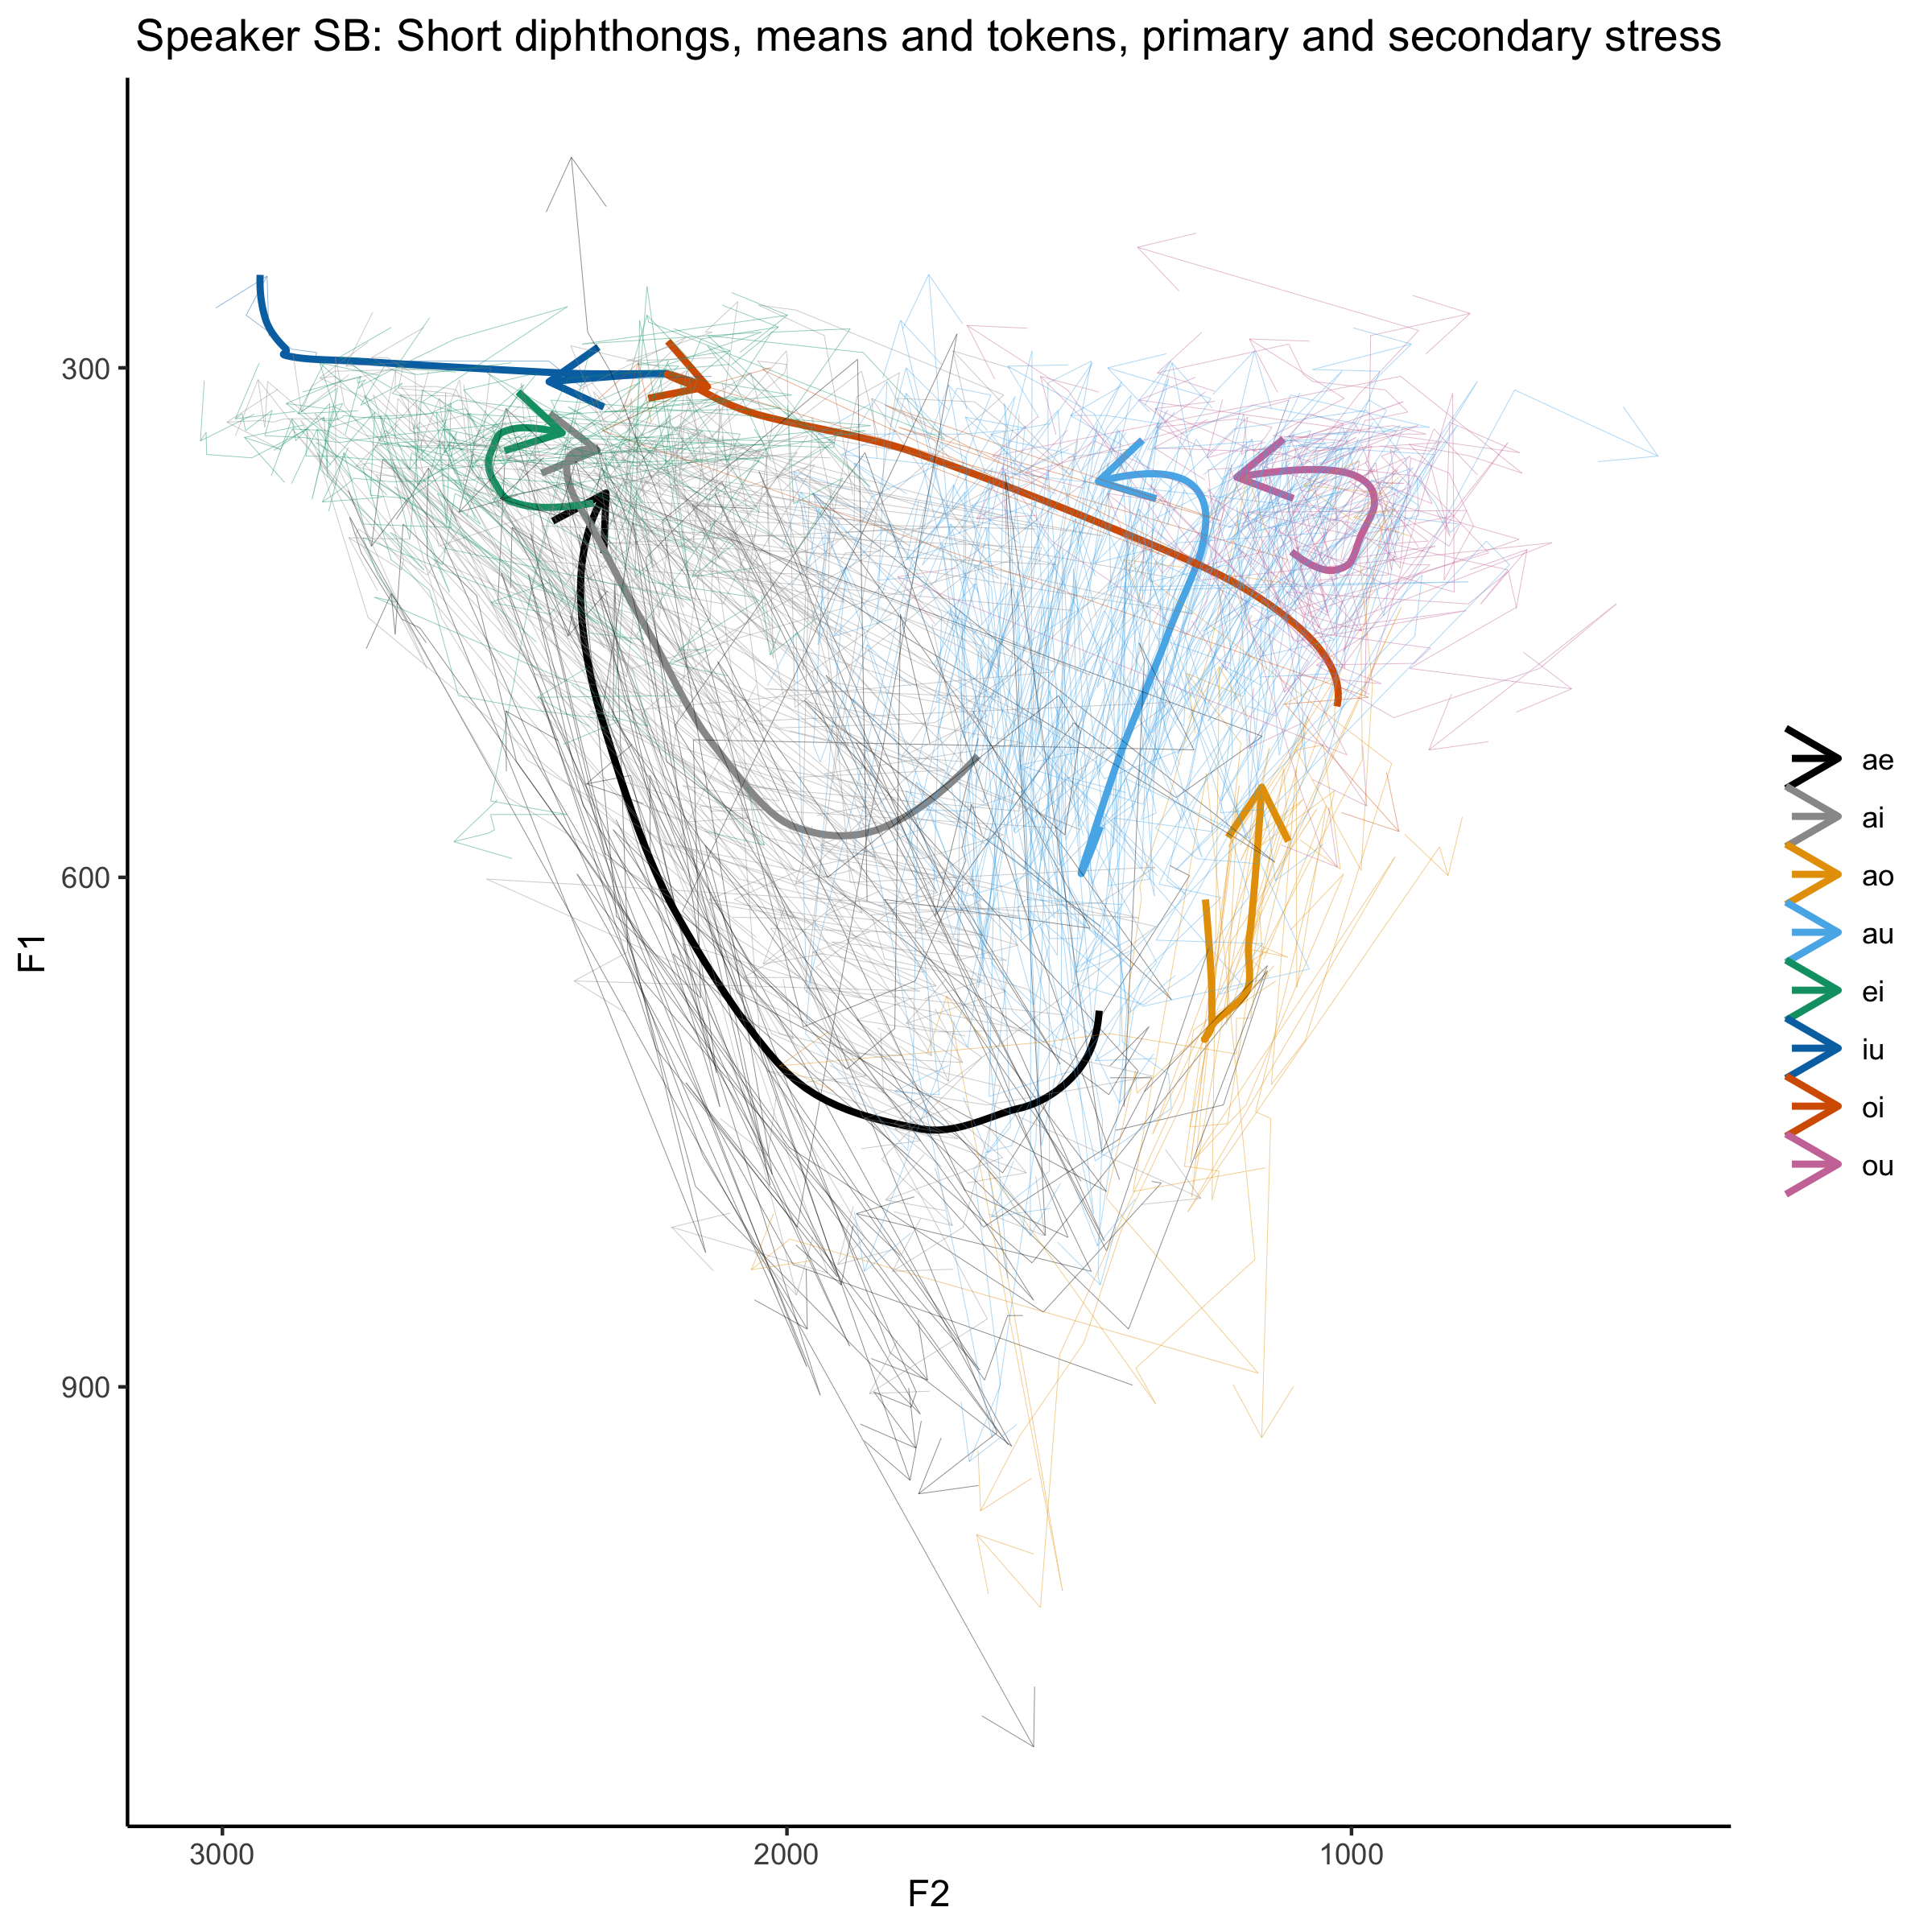 Speaker SB: Short diphthongs, means and tokens, primary and secondary stress
300
600
900
F1
3000
2000
1000
F2
ae
ai
ao
au
ei
iu
oi
ou